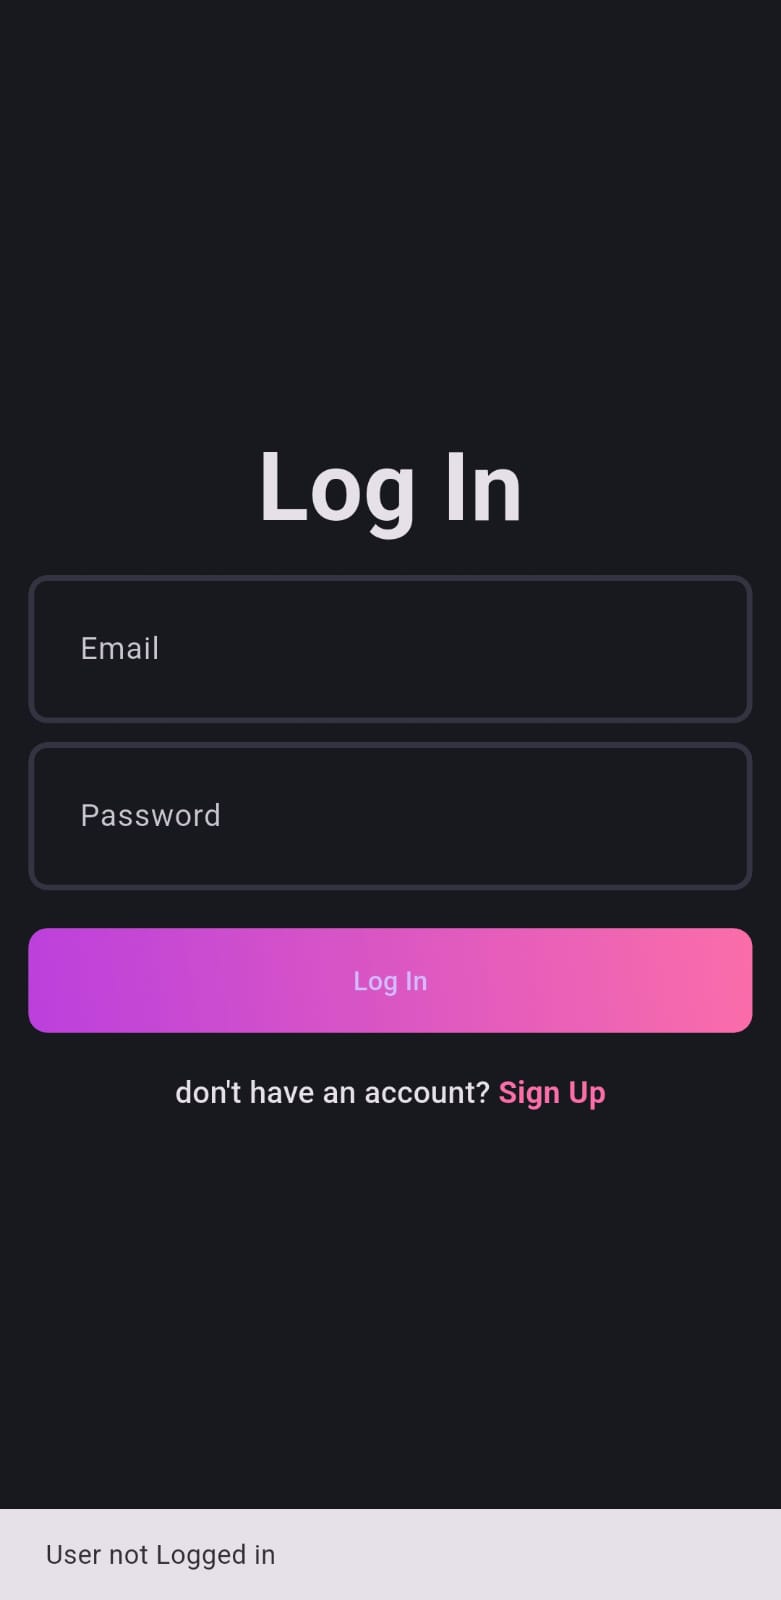 Log In
Email
Password
Log In
don't have an account? Sign Up
User not Logged in